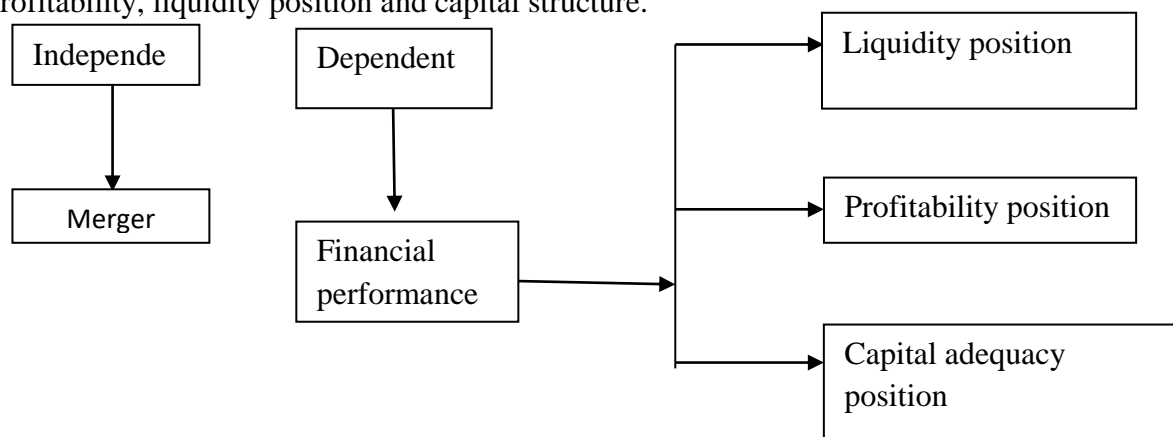 rofitability, liquidity position and capital structure.
Independe
Dependent
Liquidity position
Merger
Financial
performance
Profitability position
Capital adequacy
position